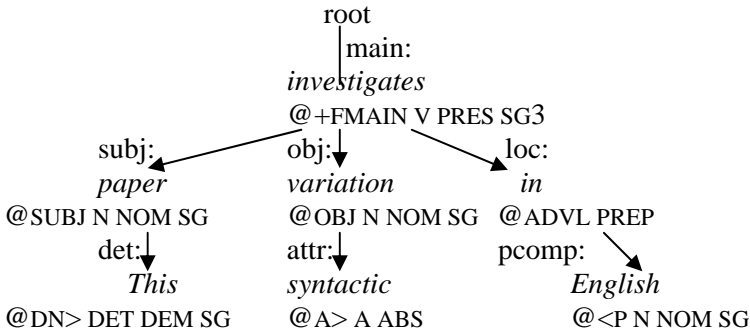 root
main:
investigates
@+FMAIN V PRES SG3
subj: obj: loc:
paper variation in
@SUBJ N NOM SG @OBJ N NOM SG @ADVL PREP
det: attr: pcomp:
This syntactic English
@DN> DET DEM SG @A> A ABS @<P N NOM SG